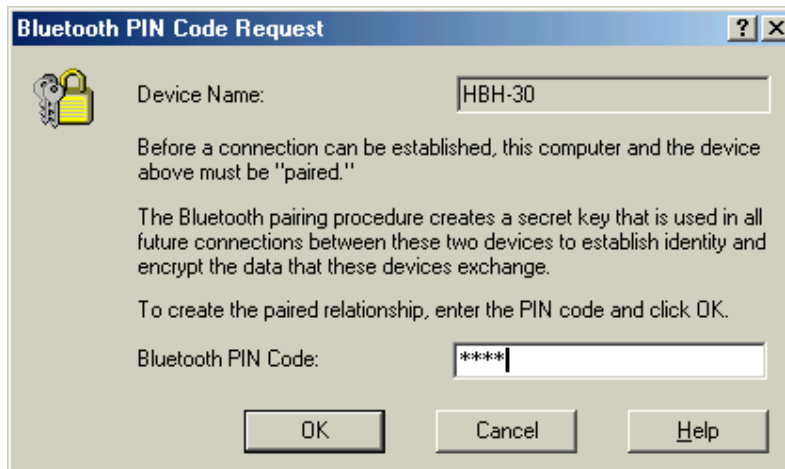 Bluetooth PIN Code Request
Device Name: HBH-30
Before a connection can be established, this computer and the device
above must be "paired."
The Bluetooth pairing procedure creates a secret key that is used in all
future connections between these two devices to establish identity and
encrypt the data that these devices exchange.
To create the paired relationship, enter the PIN code and click OK.
Bluetooth PIN Code: ****
OK Cancel Help